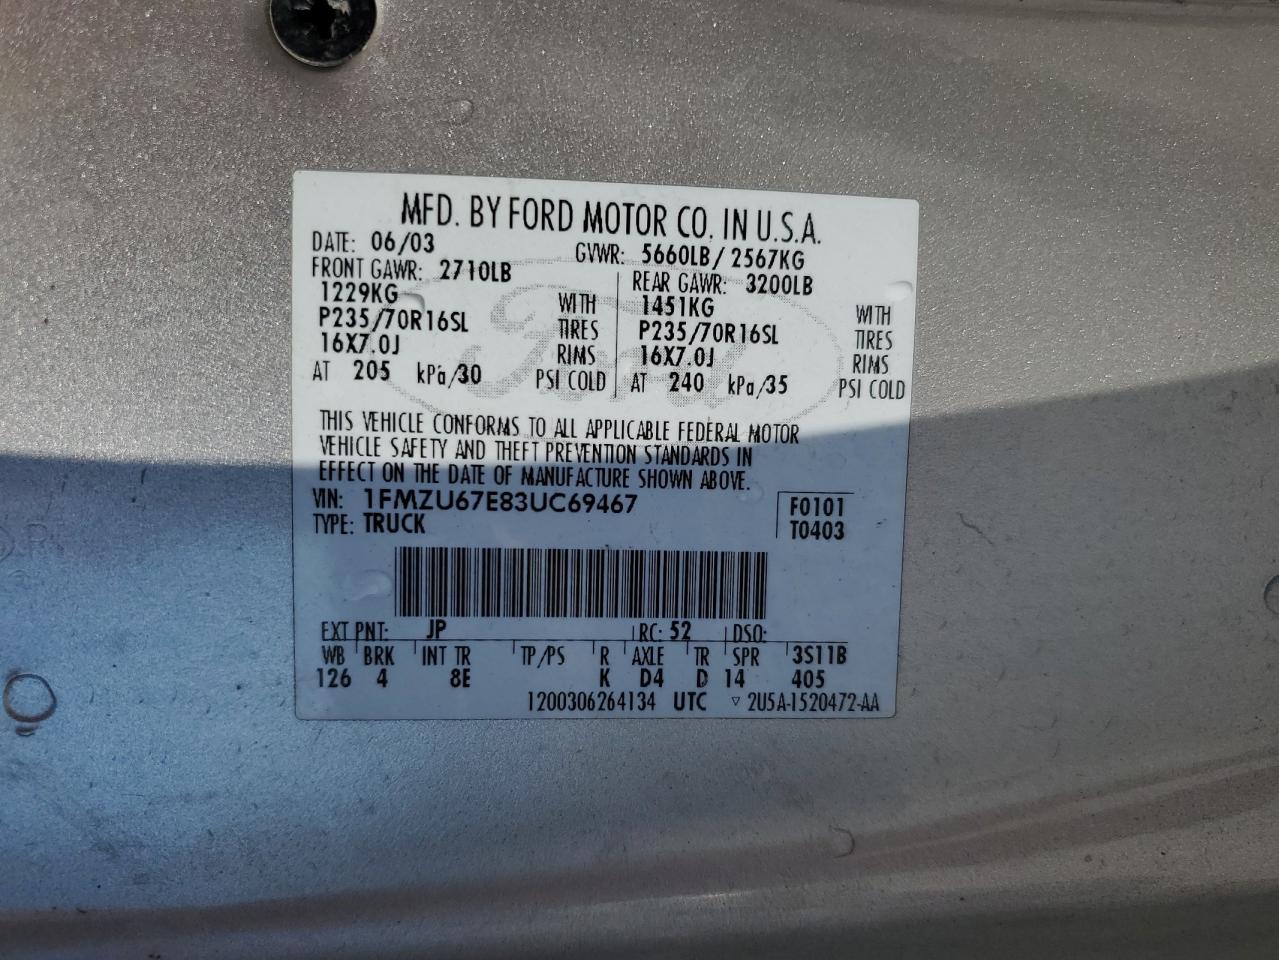 MFD. BY FORD MOTOR CO. IN U.S.A.
DATE: 06/03 GVWR: 5660LB/ 2567KG
FRONT GAWR: 2710LB REAR GAWR: 3200LB
1229KG WITH 1451KG WITH
P235/70R16SL TIRES P235/70R16SL TIRES
16X7.0J RIMS 16X7.0J RIMS
AT 205 kPa/30 PSI COLD AT 240 kPa/35 PSI COLD
Ford
THIS VEHICLE CONFORMS TO ALL APPLICABLE FEDERAL MOTOR
VEHICLE SAFETY AND THEFT PREVENTION STANDARDS IN
EFFECT ON THE DATE OF MANUFACTURE SHOWN ABOVE.
VIN: 1FMZU67E83UC69467 F0101
TYPE: TRUCK T0403
EXT PNT: JP RC: 52 DSO:
WB BRK INT TR TP/PS R AXLE TR SPR 3S11B
126 4 8E K D4 D 14 405
1200306264134 UTC ▽ 2U5A-1520472-AA